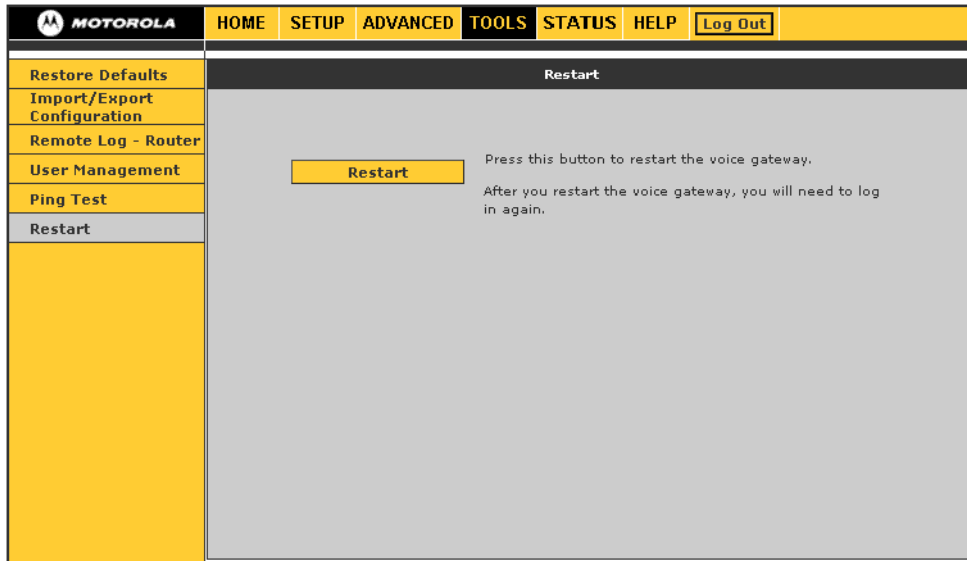 MOTOROLA HOME SETUP ADVANCED TOOLS STATUS HELP Log Out
Restore Defaults
Import/Export
Configuration
Remote Log - Router
User Management
Ping Test
Restart
Restart
Restart
Press this button to restart the voice gateway.
After you restart the voice gateway, you will need to log
in again.